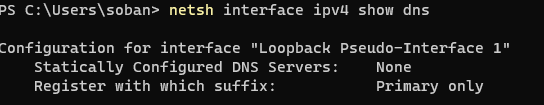 PS C:\Users\soban> netsh interface ipv4 show dns
Configuration for interface "Loopback Pseudo-Interface 1"
Statically Configured DNS Servers: None
Register with which suffix: Primary only